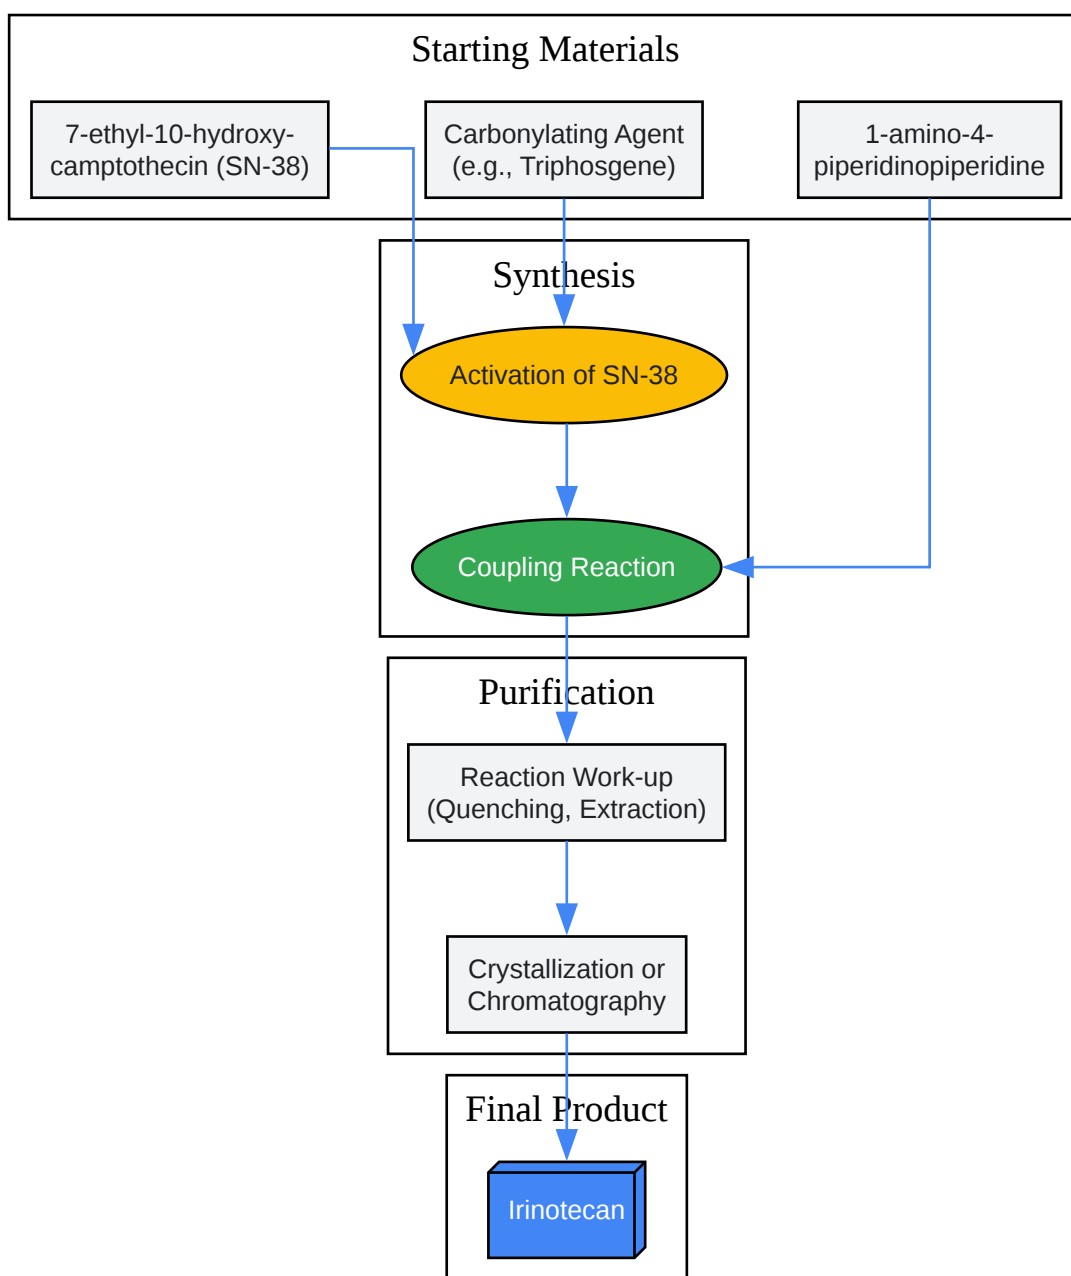 Starting Materials
7-ethyl-10-hydroxy-
camptothecin (SN-38)
Carbonylating Agent
(e.g., Triphosgene)
1-amino-4-
piperidinopiperidine
Synthesis
Activation of SN-38
Coupling Reaction
Purification
Reaction Work-up
(Quenching, Extraction)
Crystallization or
Chromatography
Final Product
Irinotecan